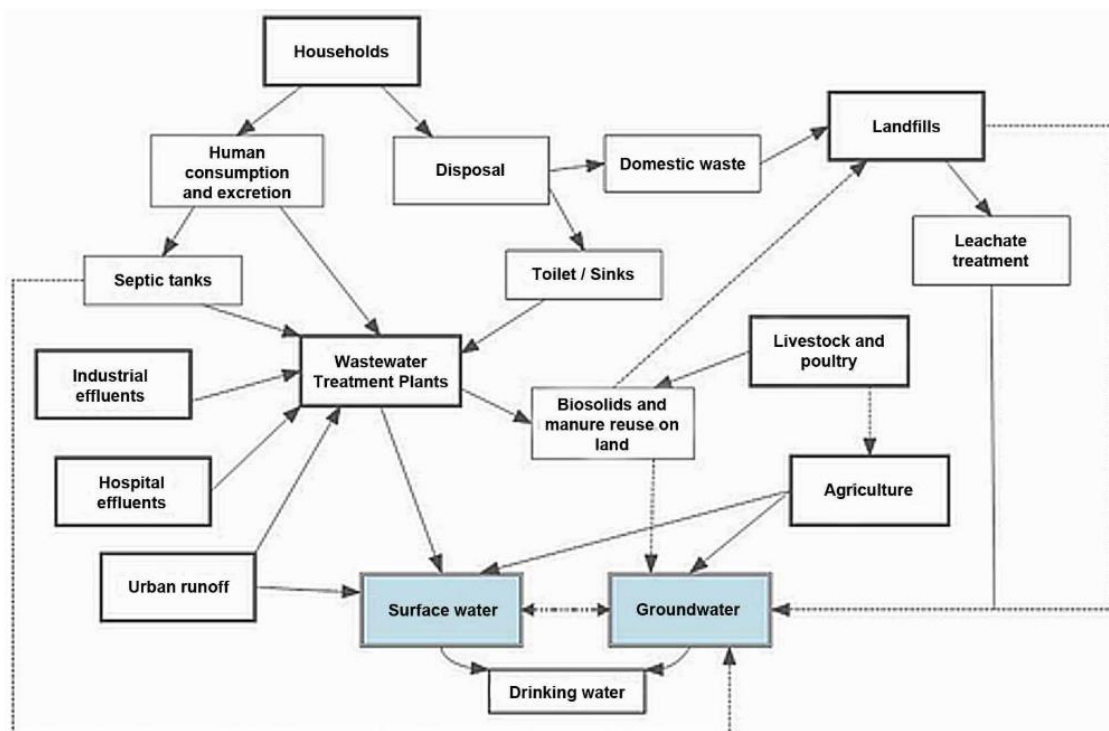 Households
Landfills
Human
consumption
and excretion
Disposal
Domestic waste
Leachate
treatment
Septic tanks
Toilet / Sinks
Industrial
effluents
Wastewater
Treatment Plants
Livestock and
poultry
Biosolids and
manure reuse on
land
Hospital
effluents
Agriculture
Urban runoff
Surface water
Groundwater
Drinking water